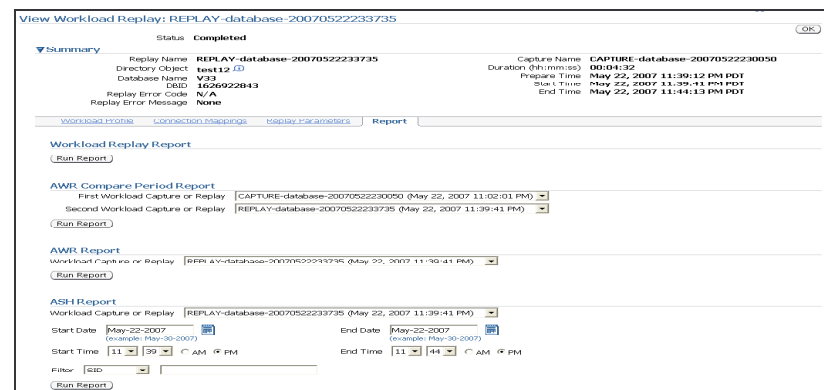 View Workload Replay: REPLAY-database-20070522233735
OK
Status Completed
Summary
Replay Name REPLAY-database-20070522233735
Directory Object test12
Database Name V33
DBID 1626922843
Replay Error Code N/A
Replay Error Message None
Capture Name CAPTURE-database-20070522230050
Duration (hh:mm:ss) 00:04:32
Prepare Time May 22, 2007 11:39:12 PM PDT
Start Time May 22, 2007 11:39:41 PM PDT
End Time May 22, 2007 11:44:13 PM PDT
Workload Profile Connection Mappings Replay Parameters Report
Workload Replay Report
Run Report
AWR Compare Period Report
First Workload Capture or Replay CAPTURE-database-20070522230050 (May 22, 2007 11:02:01 PM)
Second Workload Capture or Replay REPLAY-database-20070522233735 (May 22, 2007 11:39:41 PM)
Run Report
AWR Report
Workload Capture or Replay REPLAY-database-20070522233735 (May 22, 2007 11:39:41 PM)
Run Report
ASH Report
Workload Capture or Replay REPLAY-database-20070522233735 (May 22, 2007 11:39:41 PM)
Start Date May-22-2007 End Date May-22-2007
(example: May-30-2007) (example: May-30-2007)
Start Time 11 39 AM PM End Time 11 44 AM PM
Filter SID
Run Report